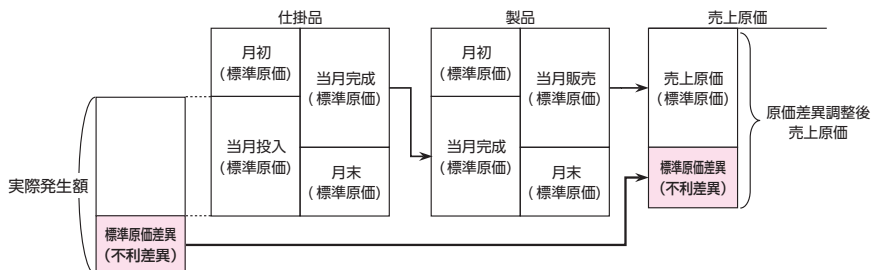 仕掛品
製品
売上原価
月初
(標準原価)
当月投入
(標準原価)
当月完成
(標準原価)
月末
(標準原価)
月初
(標準原価)
当月完成
(標準原価)
当月販売
(標準原価)
月末
(標準原価)
売上原価
(標準原価)
標準原価差異
(不利差異)
原価差異調整後
売上原価
実際発生額
標準原価差異
(不利差異)